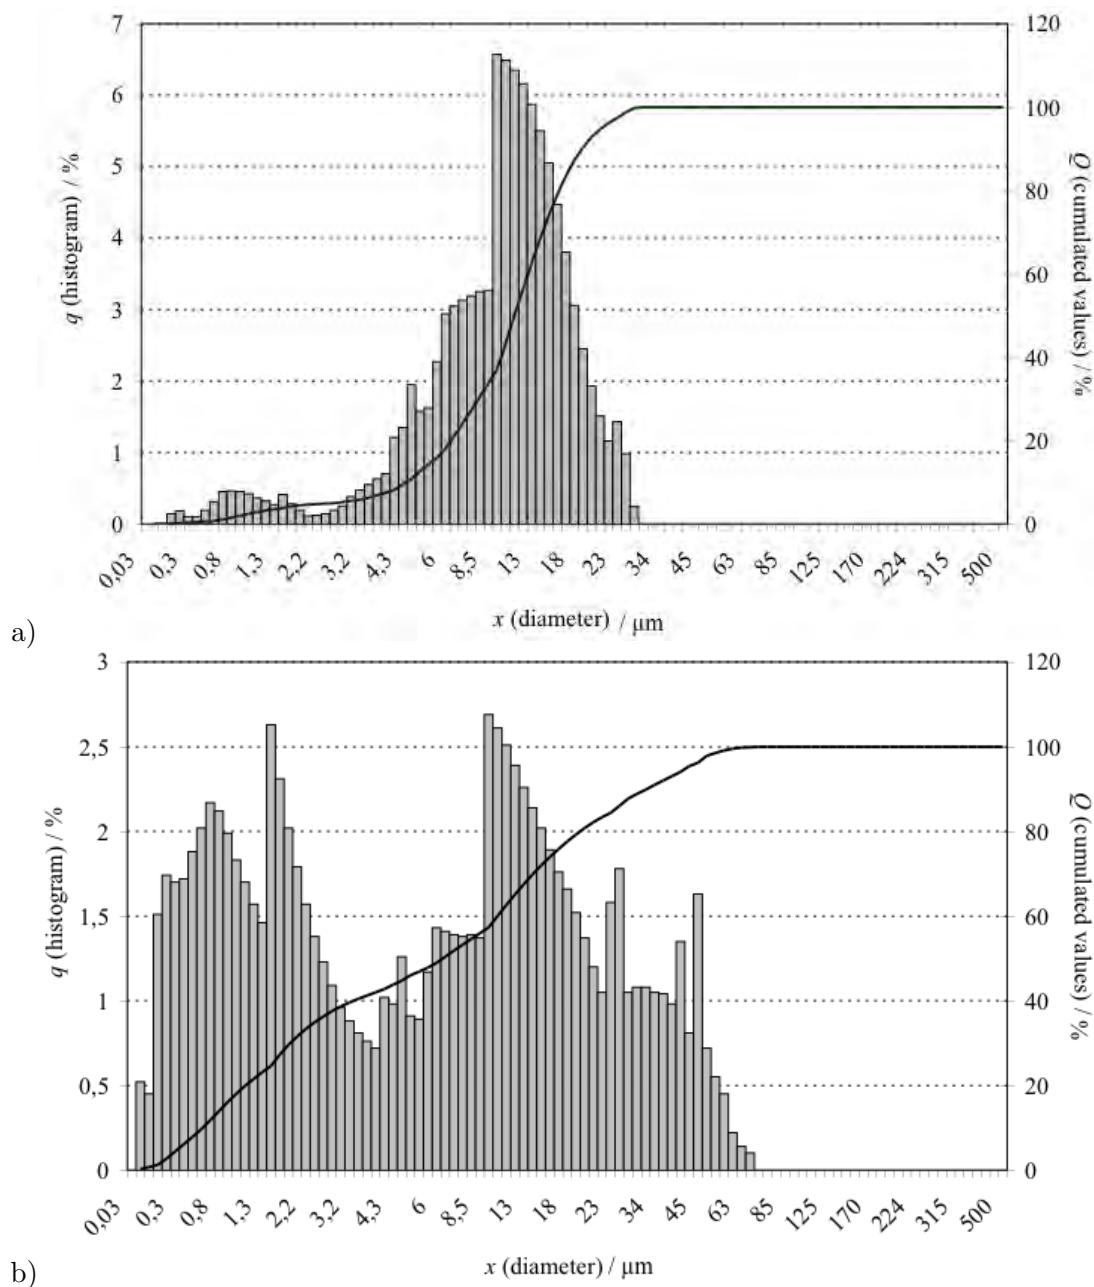 7
6
5
4
3
2
1
0
q (histogram) / %
120
100
80
60
40
20
0
Q (cumulated values) / %
0,03 0,3 0,8 1,3 2,2 3,2 4,3 6 8,5 13 18 23 34 45 63 85 125 170 224 315 500
x (diameter) / μm
a)
3
2,5
2
1,5
1
0,5
0
q (histogram) / %
120
100
80
60
40
20
0
Q (cumulated values) / %
0,03 0,3 0,8 1,3 2,2 3,2 4,3 6 8,5 13 18 23 34 45 63 85 125 170 224 315 500
x (diameter) / μm
b)